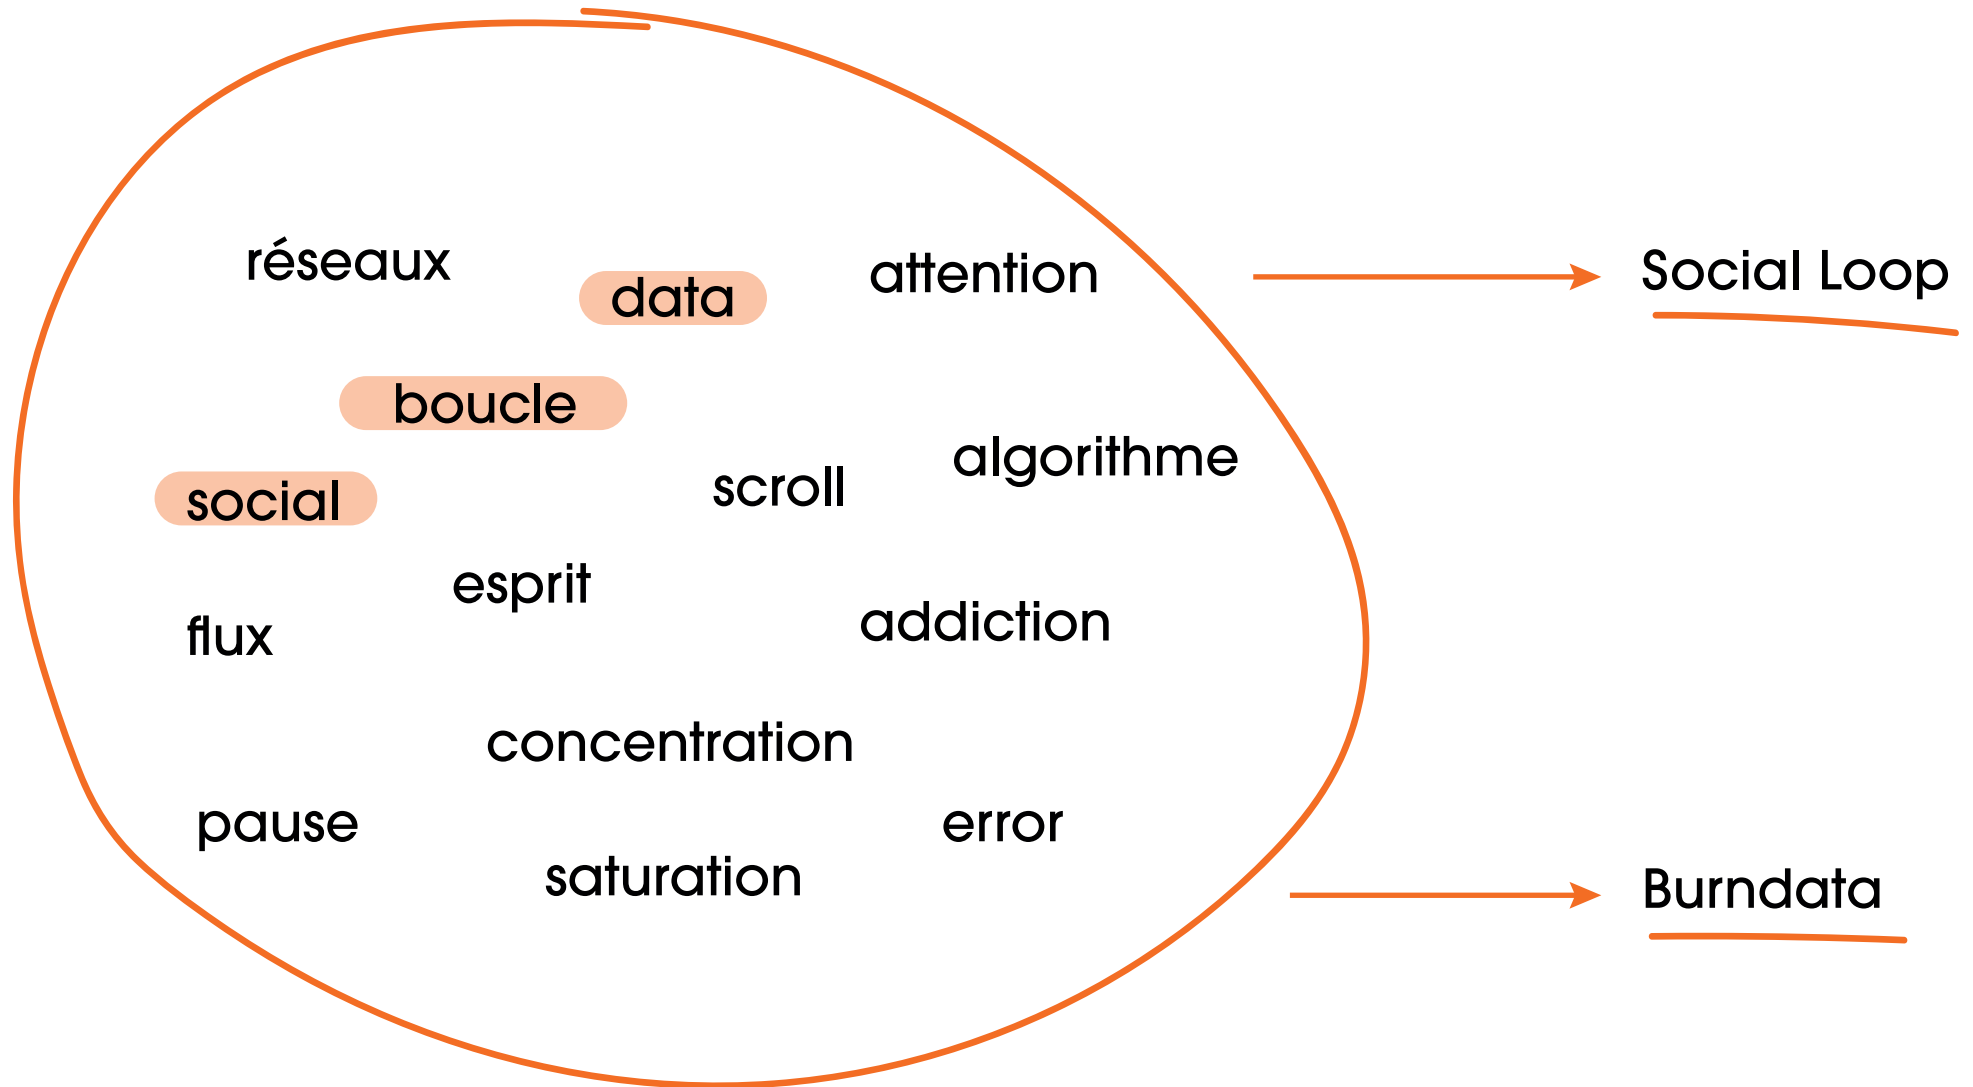 réseaux
data
attention
Social Loop
boucle
algorithme
scroll
social
esprit
addiction
flux
concentration
pause
error
saturation
Burndata